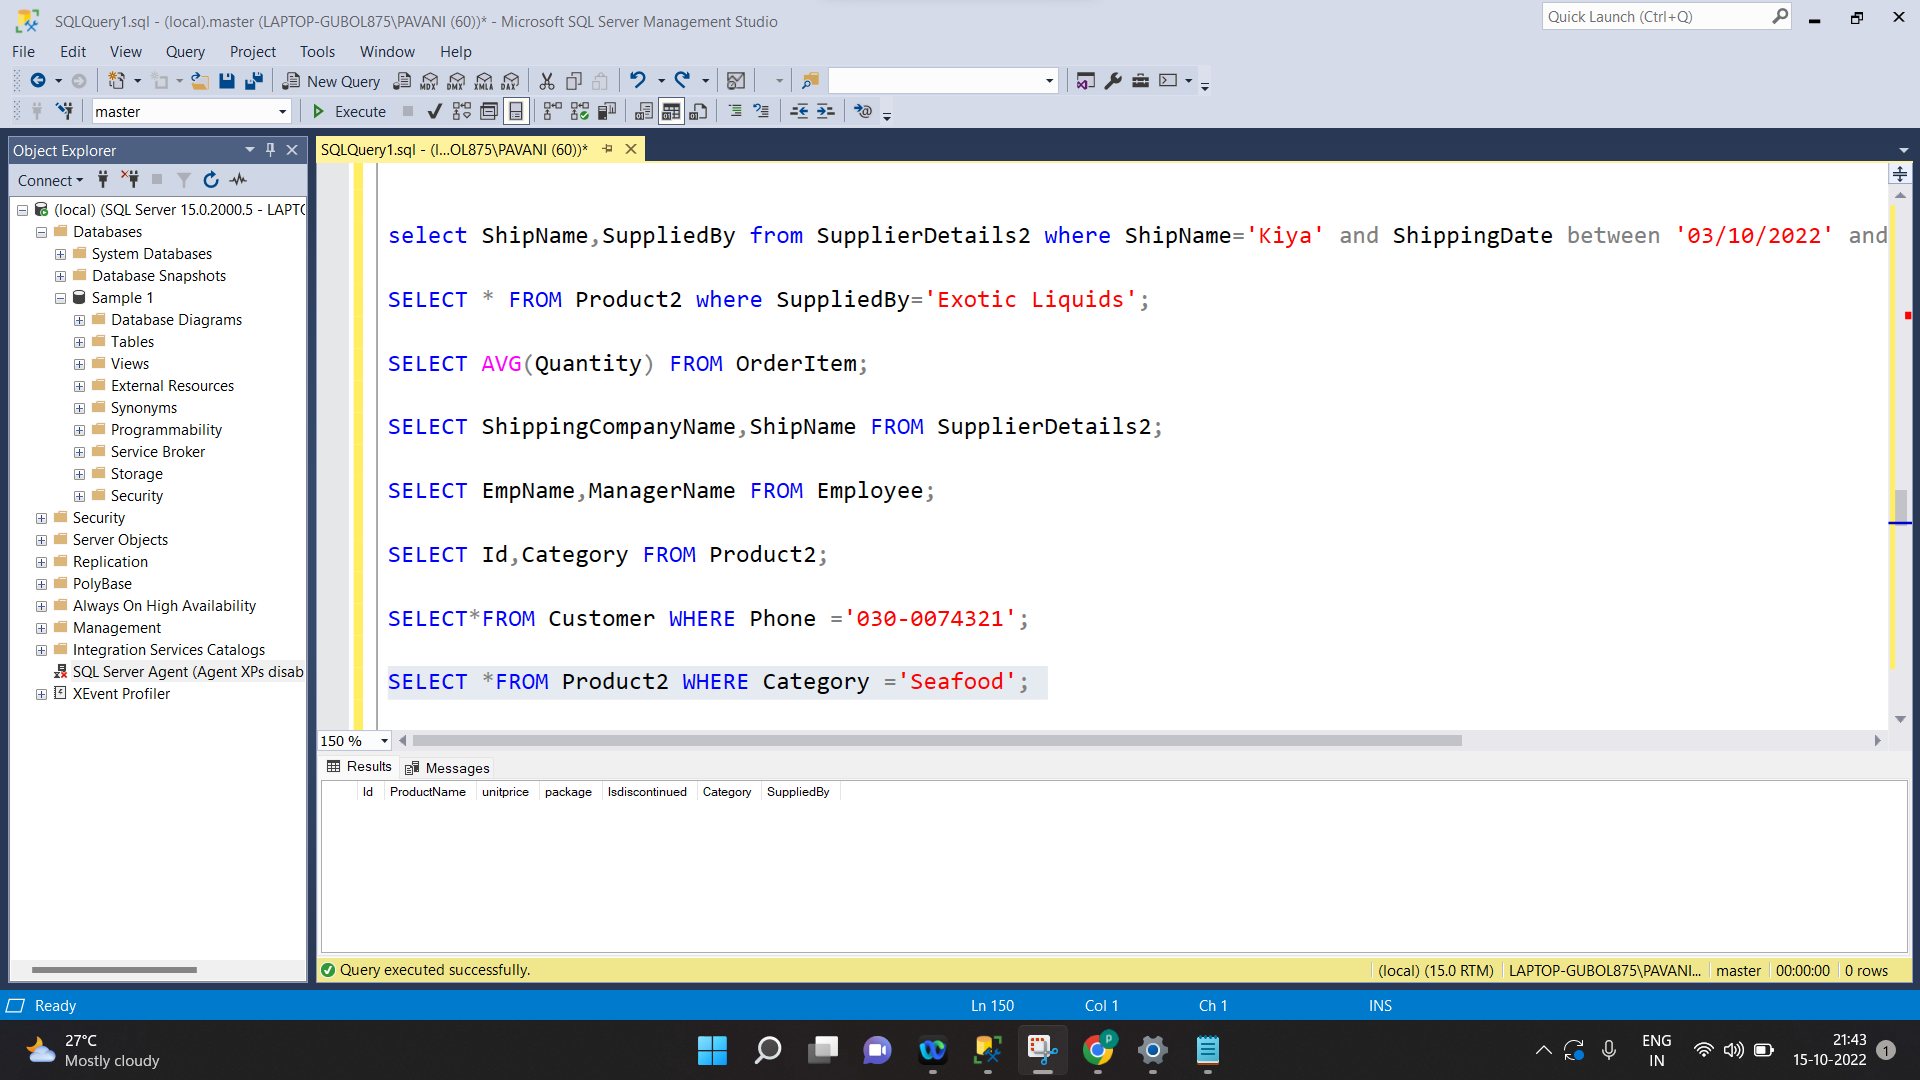 SQLQuery1.sql - (local).master (LAPTOP-GUBOL875\PAVANI (60))* - Microsoft SQL Server Management Studio
Quick Launch (Ctrl+Q)
File Edit View Query Project Tools Window Help
New Query MDX DMX XMLA DAX
master Execute
Object Explorer
Connect
(local) (SQL Server 15.0.2000.5 - LAPTO
Databases
System Databases
Database Snapshots
Sample 1
Database Diagrams
Tables
Views
External Resources
Synonyms
Programmability
Service Broker
Storage
Security
Security
Server Objects
Replication
PolyBase
Always On High Availability
Management
Integration Services Catalogs
SQL Server Agent (Agent XPs disab
XEvent Profiler
SQLQuery1.sql - (l...OL875\PAVANI (60))*
select ShipName,SuppliedBy from SupplierDetails2 where ShipName='Kiya' and ShippingDate between '03/10/2022' and
SELECT * FROM Product2 where SuppliedBy='Exotic Liquids';
SELECT AVG(Quantity) FROM OrderItem;
SELECT ShippingCompanyName,ShipName FROM SupplierDetails2;
SELECT EmpName,ManagerName FROM Employee;
SELECT Id,Category FROM Product2;
SELECT*FROM Customer WHERE Phone ='030-0074321';
SELECT *FROM Product2 WHERE Category ='Seafood';
150 %
Results Messages
Id ProductName unitprice package Isdiscontinued Category SuppliedBy
Query executed successfully. (local) (15.0 RTM) LAPTOP-GUBOL875\PAVANI... master 00:00:00 0 rows
Ready Ln 150 Col 1 Ch 1 INS
27°C
Mostly cloudy
P
ENG
IN
21:43
15-10-2022
1